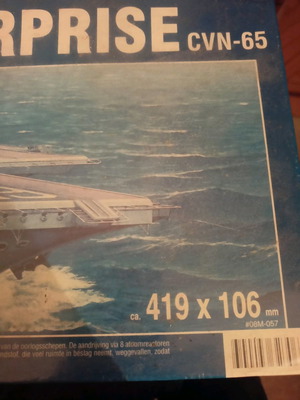 RPRISE CVN-65
ca. 419 x 106 mm
#08M-057
van de oorlogsschepen. De aandrijving via 8 atoomreactoren
die veel ruimte in beslag neemt, weggevallen, zodat